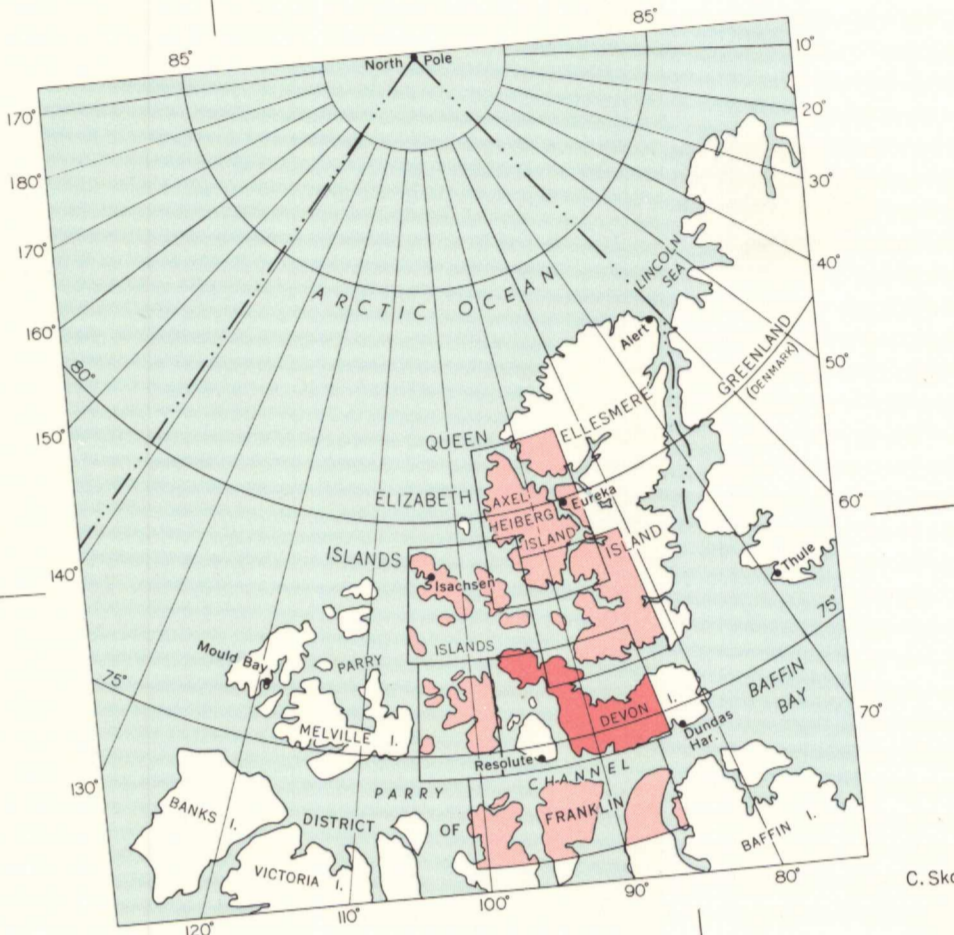 85°
85°
North Pole
10°
170°
20°
180°
30°
170°
LINCOLN
SEA
40°
ARCTIC OCEAN
160°
Alert
GREENLAND
(DENMARK)
50°
80°
150°
QUEEN
ELLESMERE
ELIZABETH
AXEL
Eureka
60°
HEIBERG
ISLAND
ISLAND
ISLANDS
140°
Isachsen
Thule
75°
ISLANDS
Mould Bay
PARRY
75°
BAFFIN
BAY
DEVON I.
70°
MELVILLE I.
Dundas
Har.
Resolute
130°
CHANNEL
PARRY
BANKS I.
DISTRICT OF FRANKLIN
BAFFIN I.
VICTORIA I.
C. Sko
120°
110°
100°
90°
80°